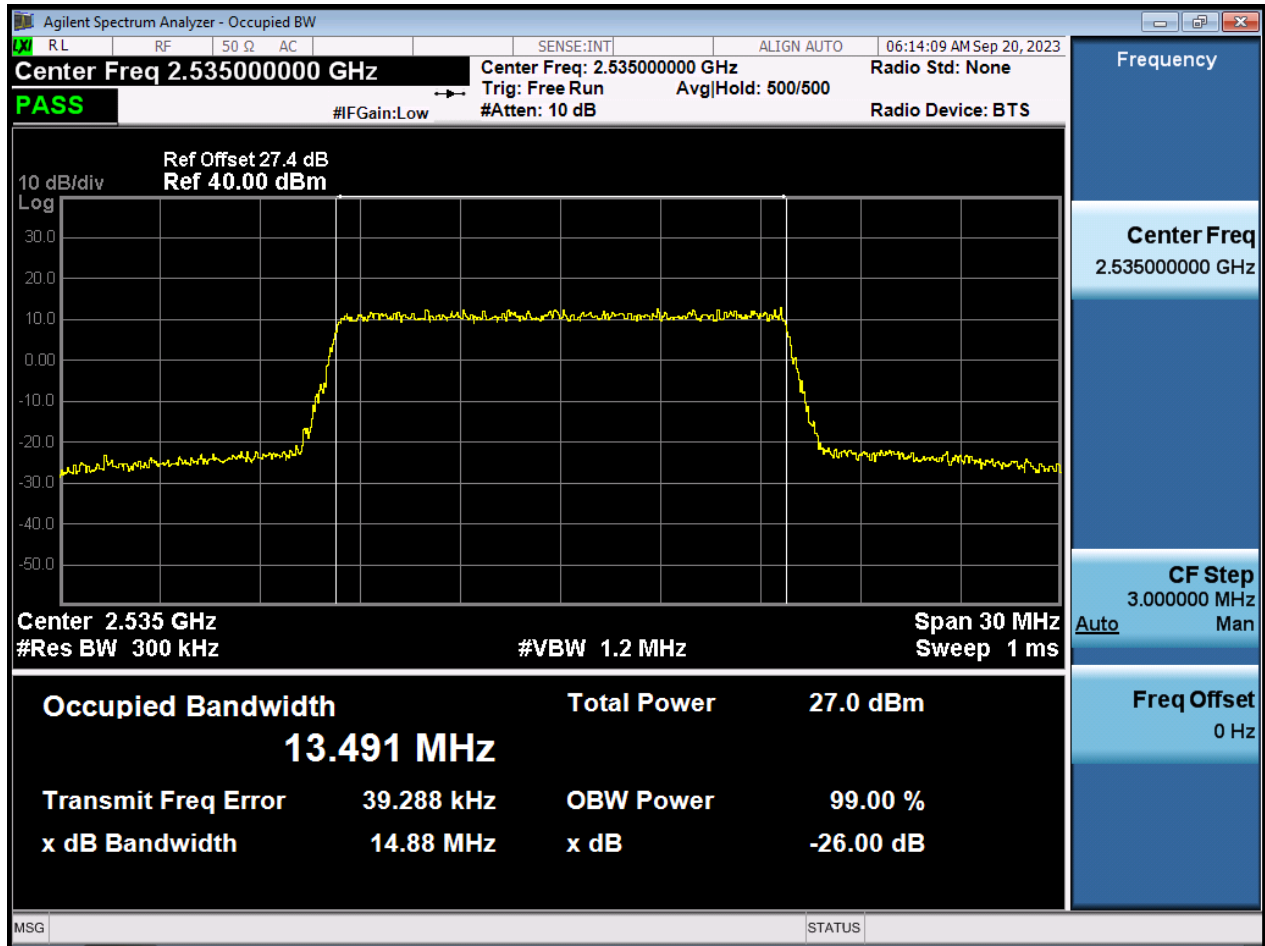 Agilent Spectrum Analyzer - Occupied BW
LXI RL RF 50 Ω AC SENSE:INT ALIGN AUTO 06:14:09 AM Sep 20, 2023
Center Freq 2.535000000 GHz
PASS
#IFGain:Low
Center Freq: 2.535000000 GHz
Trig: Free Run Avg|Hold: 500/500
#Atten: 10 dB
Radio Std: None
Radio Device: BTS
Ref Offset 27.4 dB
10 dB/div Ref 40.00 dBm
Log
30.0
20.0
10.0
0.00
-10.0
-20.0
-30.0
-40.0
-50.0
Center 2.535 GHz Span 30 MHz
#Res BW 300 kHz #VBW 1.2 MHz Sweep 1 ms
Occupied Bandwidth Total Power 27.0 dBm
13.491 MHz
Transmit Freq Error 39.288 kHz OBW Power 99.00 %
x dB Bandwidth 14.88 MHz x dB -26.00 dB
Frequency
Center Freq
2.535000000 GHz
CF Step
3.000000 MHz
Auto Man
Freq Offset
0 Hz
MSG STATUS